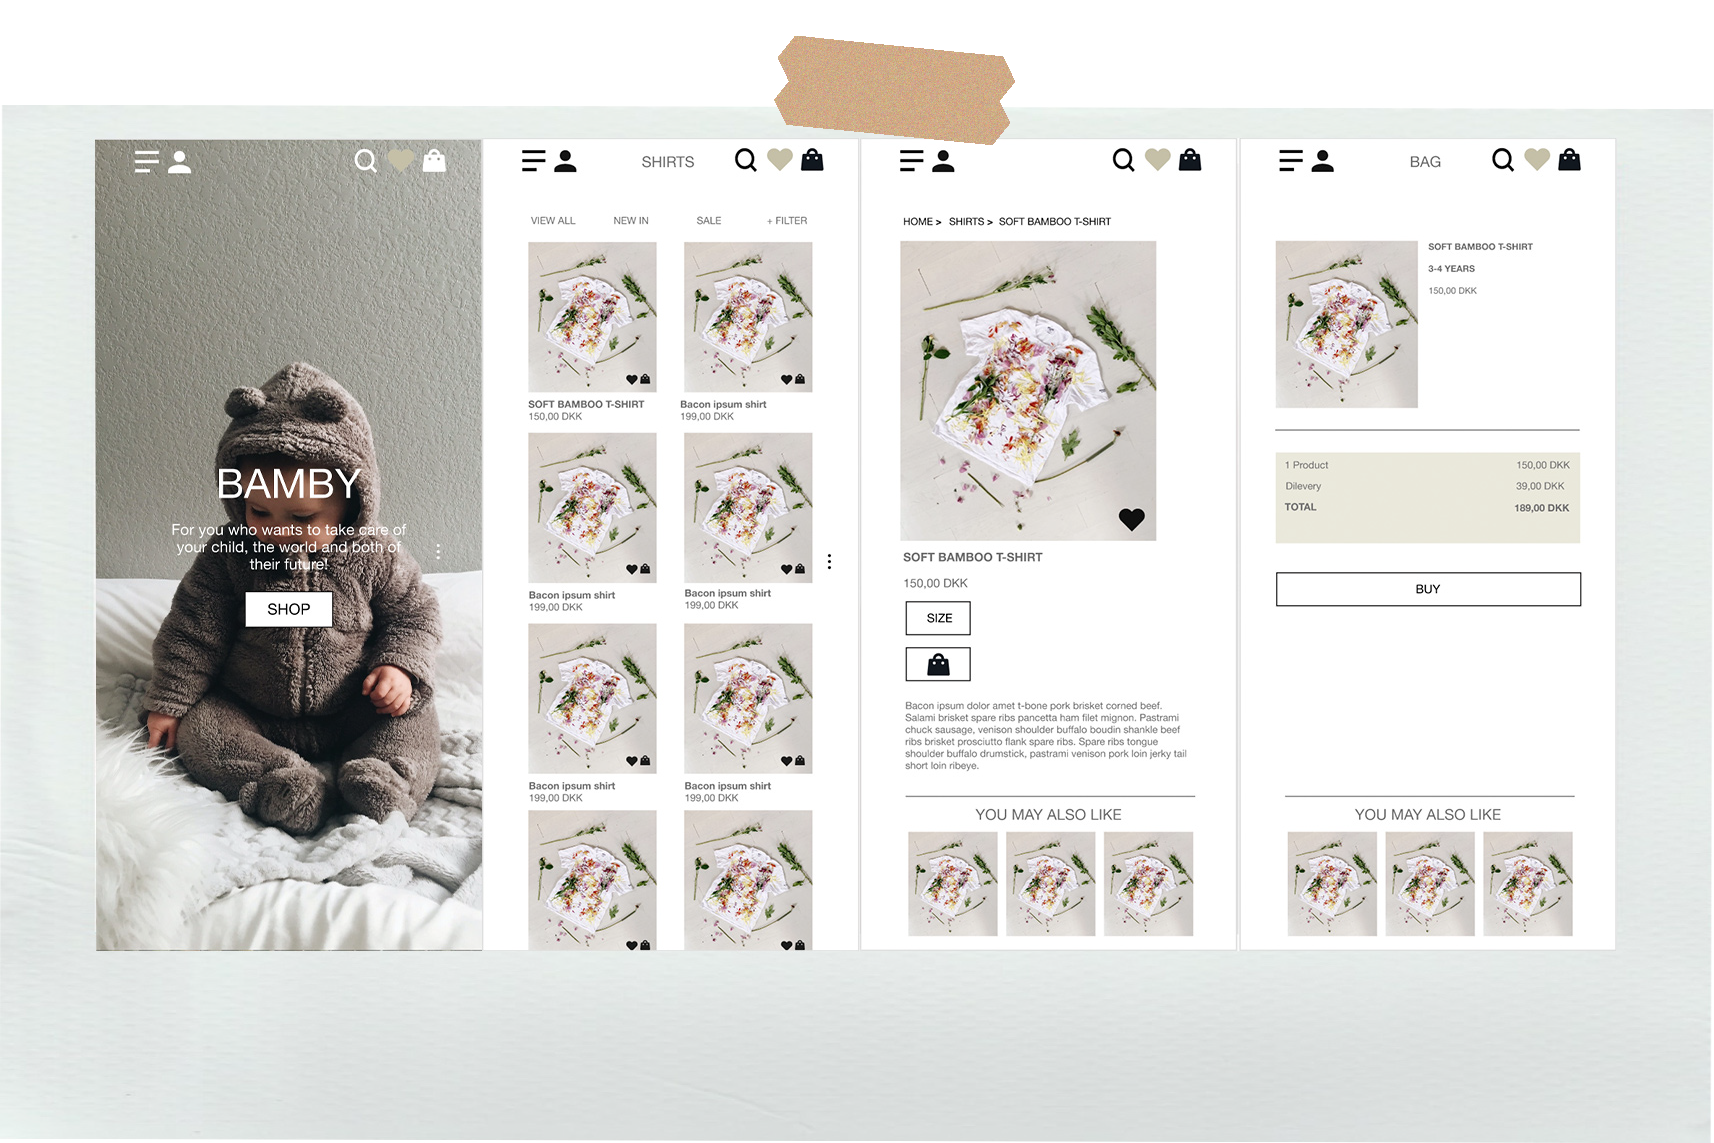 BAMBY
For you who wants to take care of
your child, the world and both of
their future!
SHOP
SHIRTS
VIEW ALL
NEW IN
SALE
+ FILTER
SOFT BAMBOO T-SHIRT
150,00 DKK
Bacon ipsum shirt
199,00 DKK
Bacon ipsum shirt
199,00 DKK
Bacon ipsum shirt
199,00 DKK
Bacon ipsum shirt
199,00 DKK
Bacon ipsum shirt
199,00 DKK
HOME > SHIRTS > SOFT BAMBOO T-SHIRT
SOFT BAMBOO T-SHIRT
150,00 DKK
SIZE
Bacon ipsum dolor amet t-bone pork brisket corned beef.
Salami brisket spare ribs pancetta ham filet mignon. Pastrami
chuck sausage, venison shoulder buffalo boudin shankle beef
ribs brisket prosciutto flank spare ribs. Spare ribs tongue
shoulder buffalo drumstick, pastrami venison pork loin jerky tail
short loin ribeye.
YOU MAY ALSO LIKE
BAG
SOFT BAMBOO T-SHIRT
3-4 YEARS
150,00 DKK
1 Product 150,00 DKK
Dilevery 39,00 DKK
TOTAL 189,00 DKK
BUY
YOU MAY ALSO LIKE